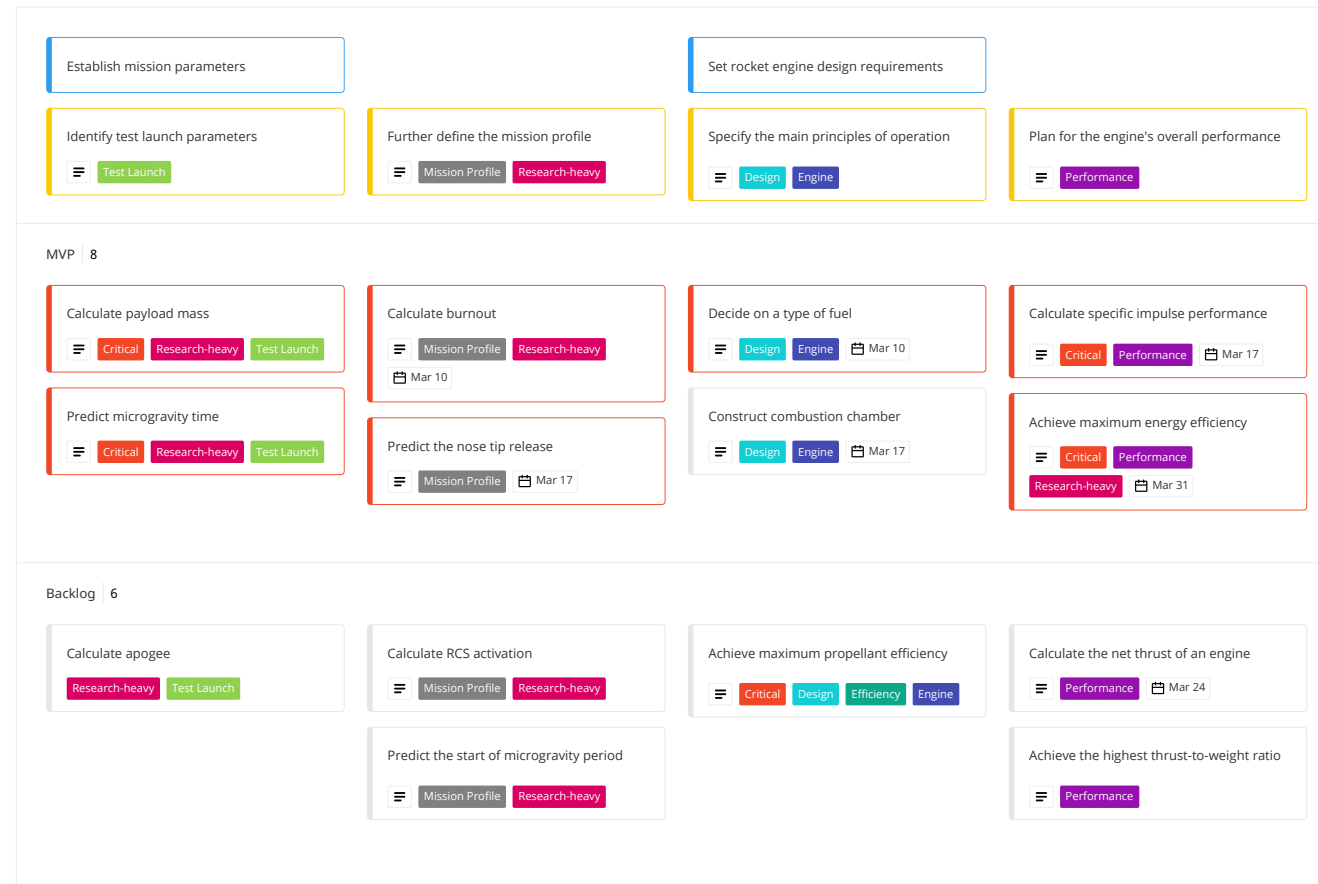 Establish mission parameters
Set rocket engine design requirements
Identify test launch parameters
Test Launch
Further define the mission profile
Mission Profile Research-heavy
Specify the main principles of operation
Design Engine
Plan for the engine's overall performance
Performance
MVP 8
Calculate payload mass
Critical Research-heavy Test Launch
Calculate burnout
Mission Profile Research-heavy
Mar 10
Decide on a type of fuel
Design Engine Mar 10
Calculate specific impulse performance
Critical Performance Mar 17
Predict microgravity time
Critical Research-heavy Test Launch
Predict the nose tip release
Mission Profile Mar 17
Construct combustion chamber
Design Engine Mar 17
Achieve maximum energy efficiency
Critical Performance
Research-heavy Mar 31
Backlog 6
Calculate apogee
Research-heavy Test Launch
Calculate RCS activation
Mission Profile Research-heavy
Achieve maximum propellant efficiency
Critical Design Efficiency Engine
Calculate the net thrust of an engine
Performance Mar 24
Predict the start of microgravity period
Mission Profile Research-heavy
Achieve the highest thrust-to-weight ratio
Performance